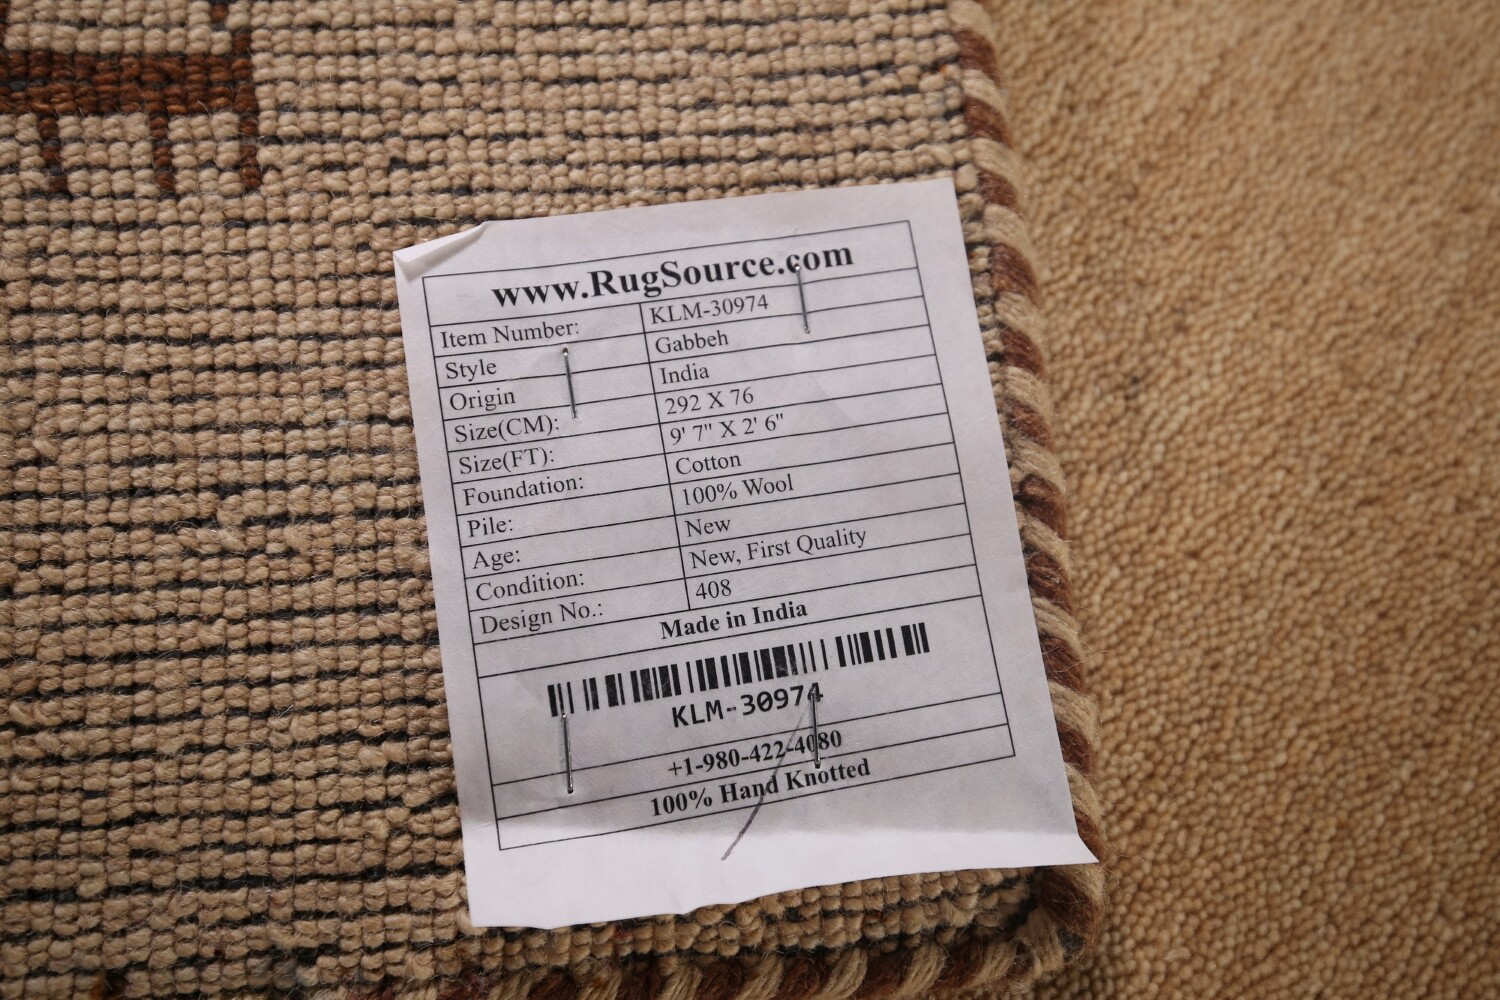 www.RugSource.com
Item Number: KLM-30974
Style Gabbeh
Origin India
Size(CM): 292 X 76
Size(FT): 9' 7" X 2' 6"
Foundation: Cotton
Pile: 100% Wool
Age: New
Condition: New, First Quality
Design No.: 408
Made in India
KLM-30974
+1-980-422-4080
100% Hand Knotted